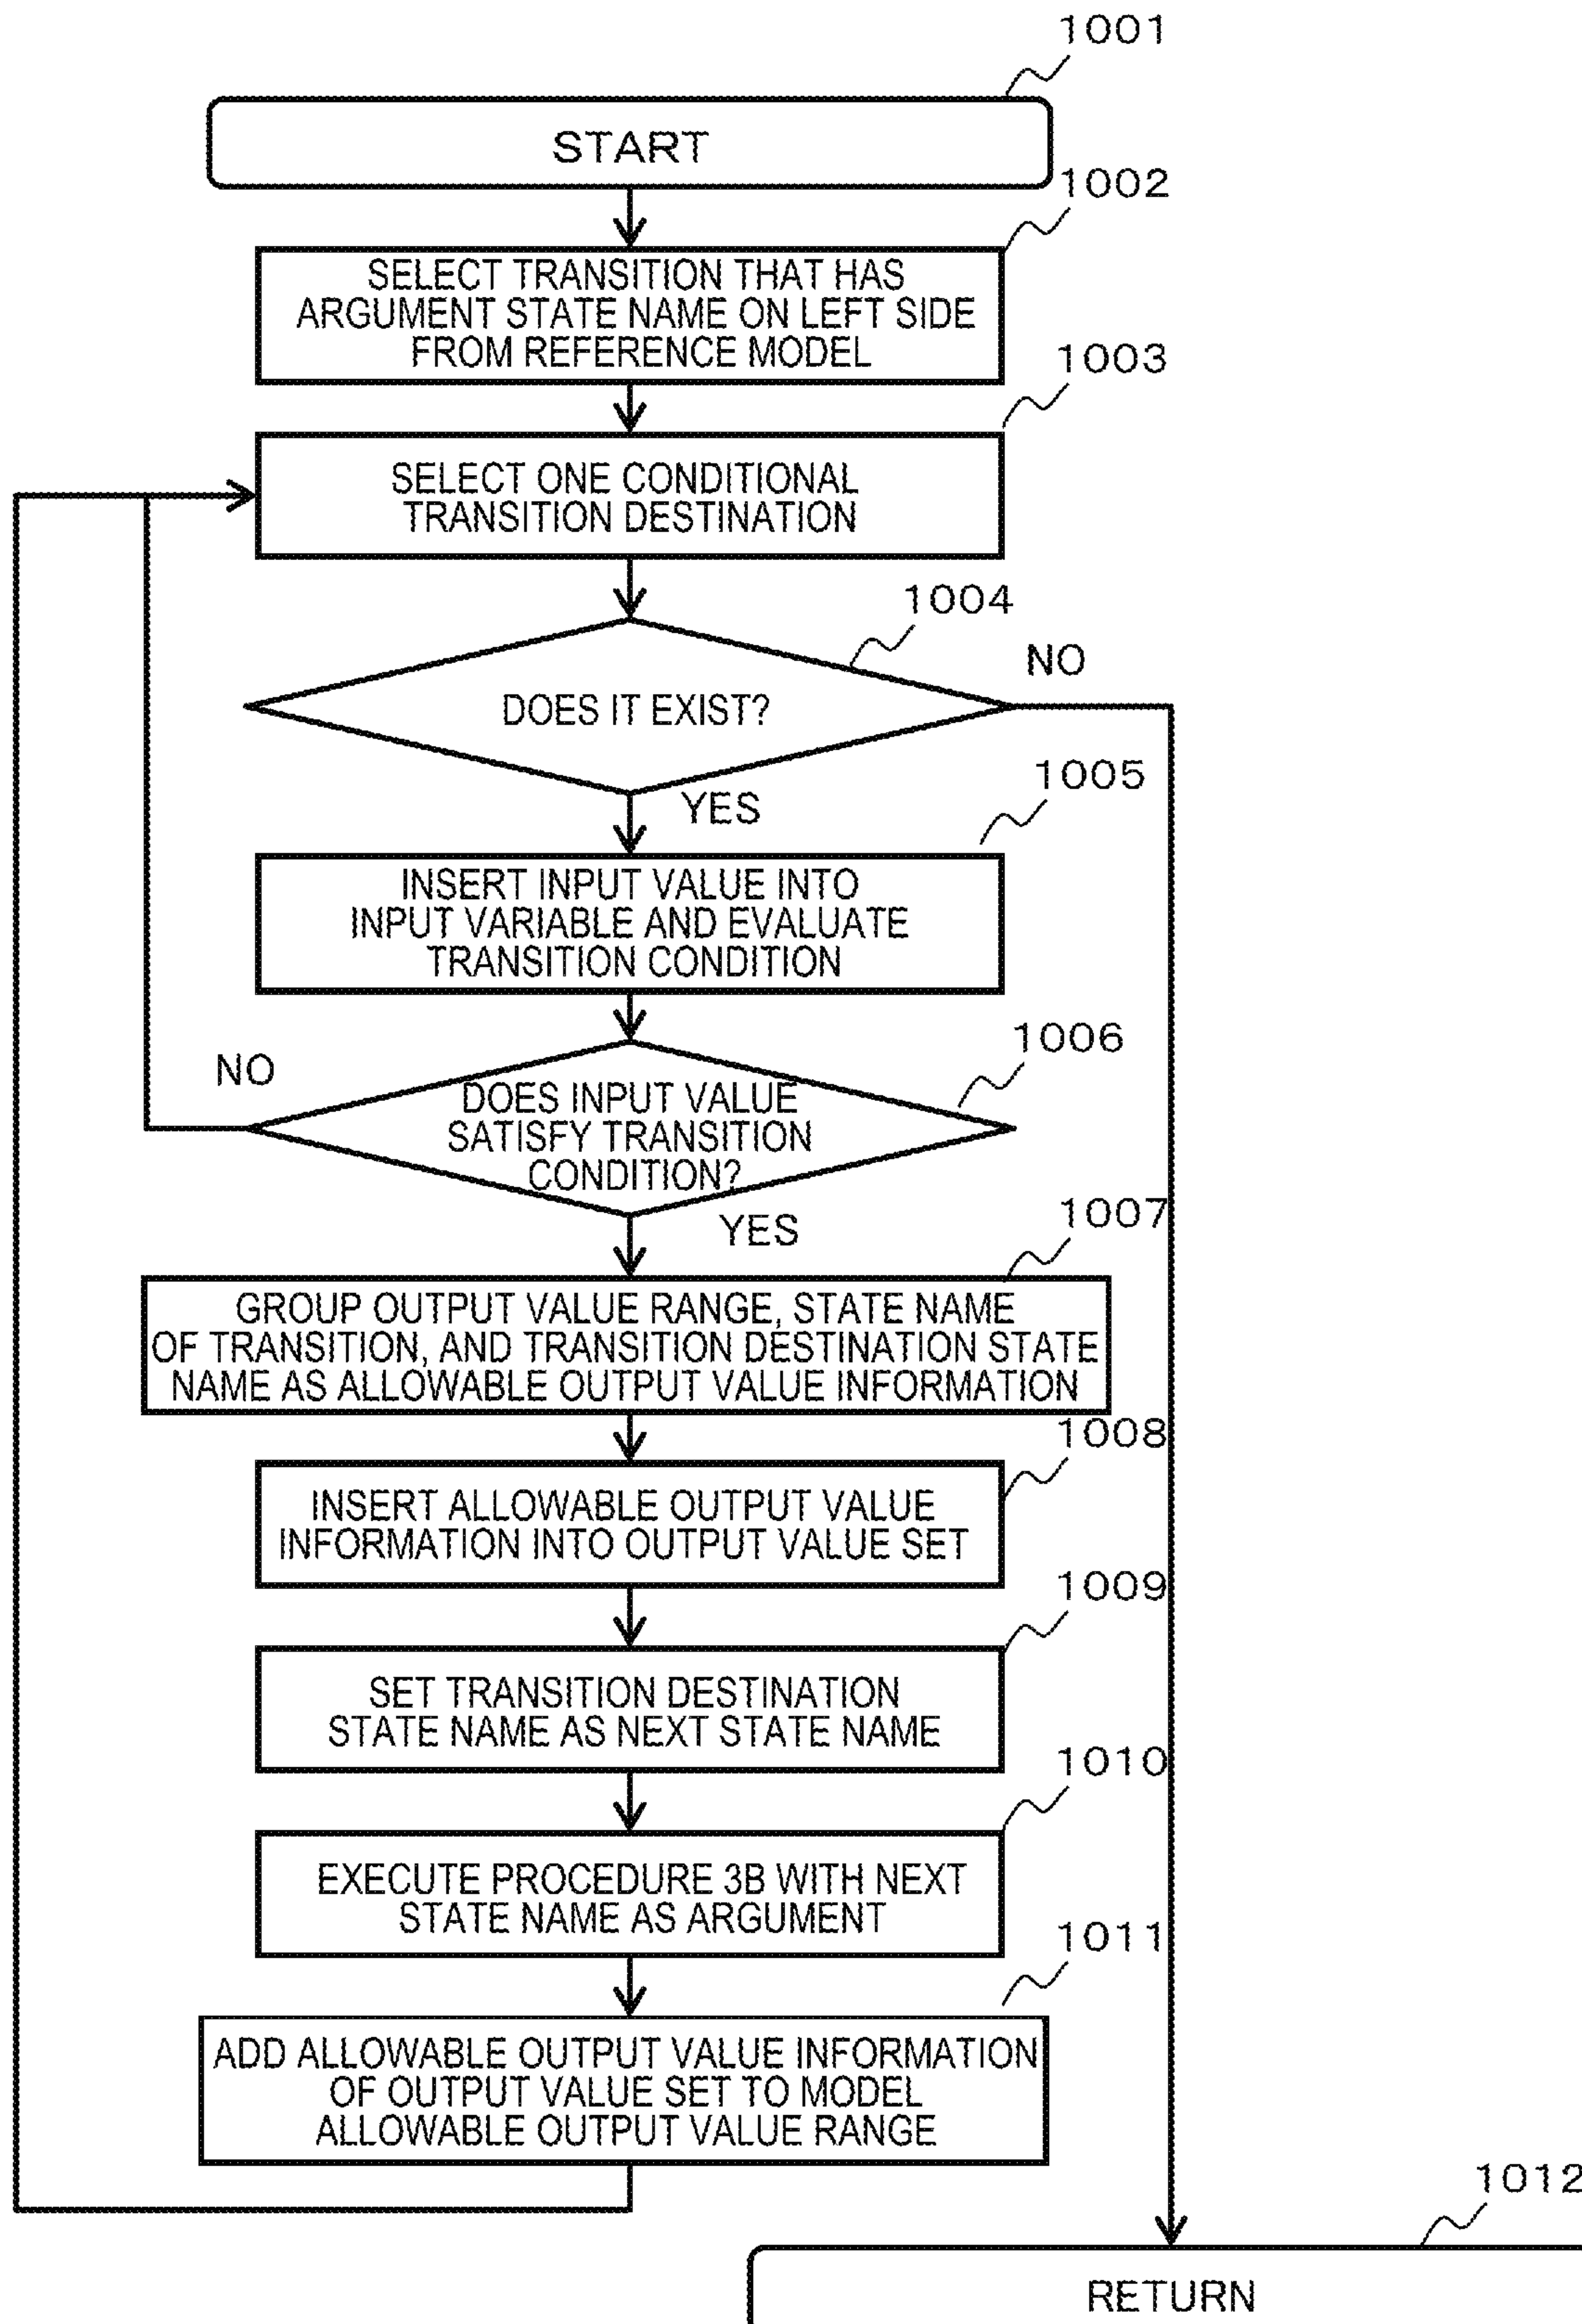 1001
START
1002
SELECT TRANSITION THAT HAS
ARGUMENT STATE NAME ON LEFT SIDE
FROM REFERENCE MODEL
1003
SELECT ONE CONDITIONAL
TRANSITION DESTINATION
1004
NO
DOES IT EXIST?
1005
YES
INSERT INPUT VALUE INTO
INPUT VARIABLE AND EVALUATE
TRANSITION CONDITION
1006
NO
DOES INPUT VALUE
SATISFY TRANSITION
CONDITION?
1007
YES
GROUP OUTPUT VALUE RANGE, STATE NAME
OF TRANSITION, AND TRANSITION DESTINATION STATE
NAME AS ALLOWABLE OUTPUT VALUE INFORMATION
1008
INSERT ALLOWABLE OUTPUT VALUE
INFORMATION INTO OUTPUT VALUE SET
1009
SET TRANSITION DESTINATION
STATE NAME AS NEXT STATE NAME
1010
EXECUTE PROCEDURE 3B WITH NEXT
STATE NAME AS ARGUMENT
1011
ADD ALLOWABLE OUTPUT VALUE INFORMATION
OF OUTPUT VALUE SET TO MODEL
ALLOWABLE OUTPUT VALUE RANGE
1012
RETURN